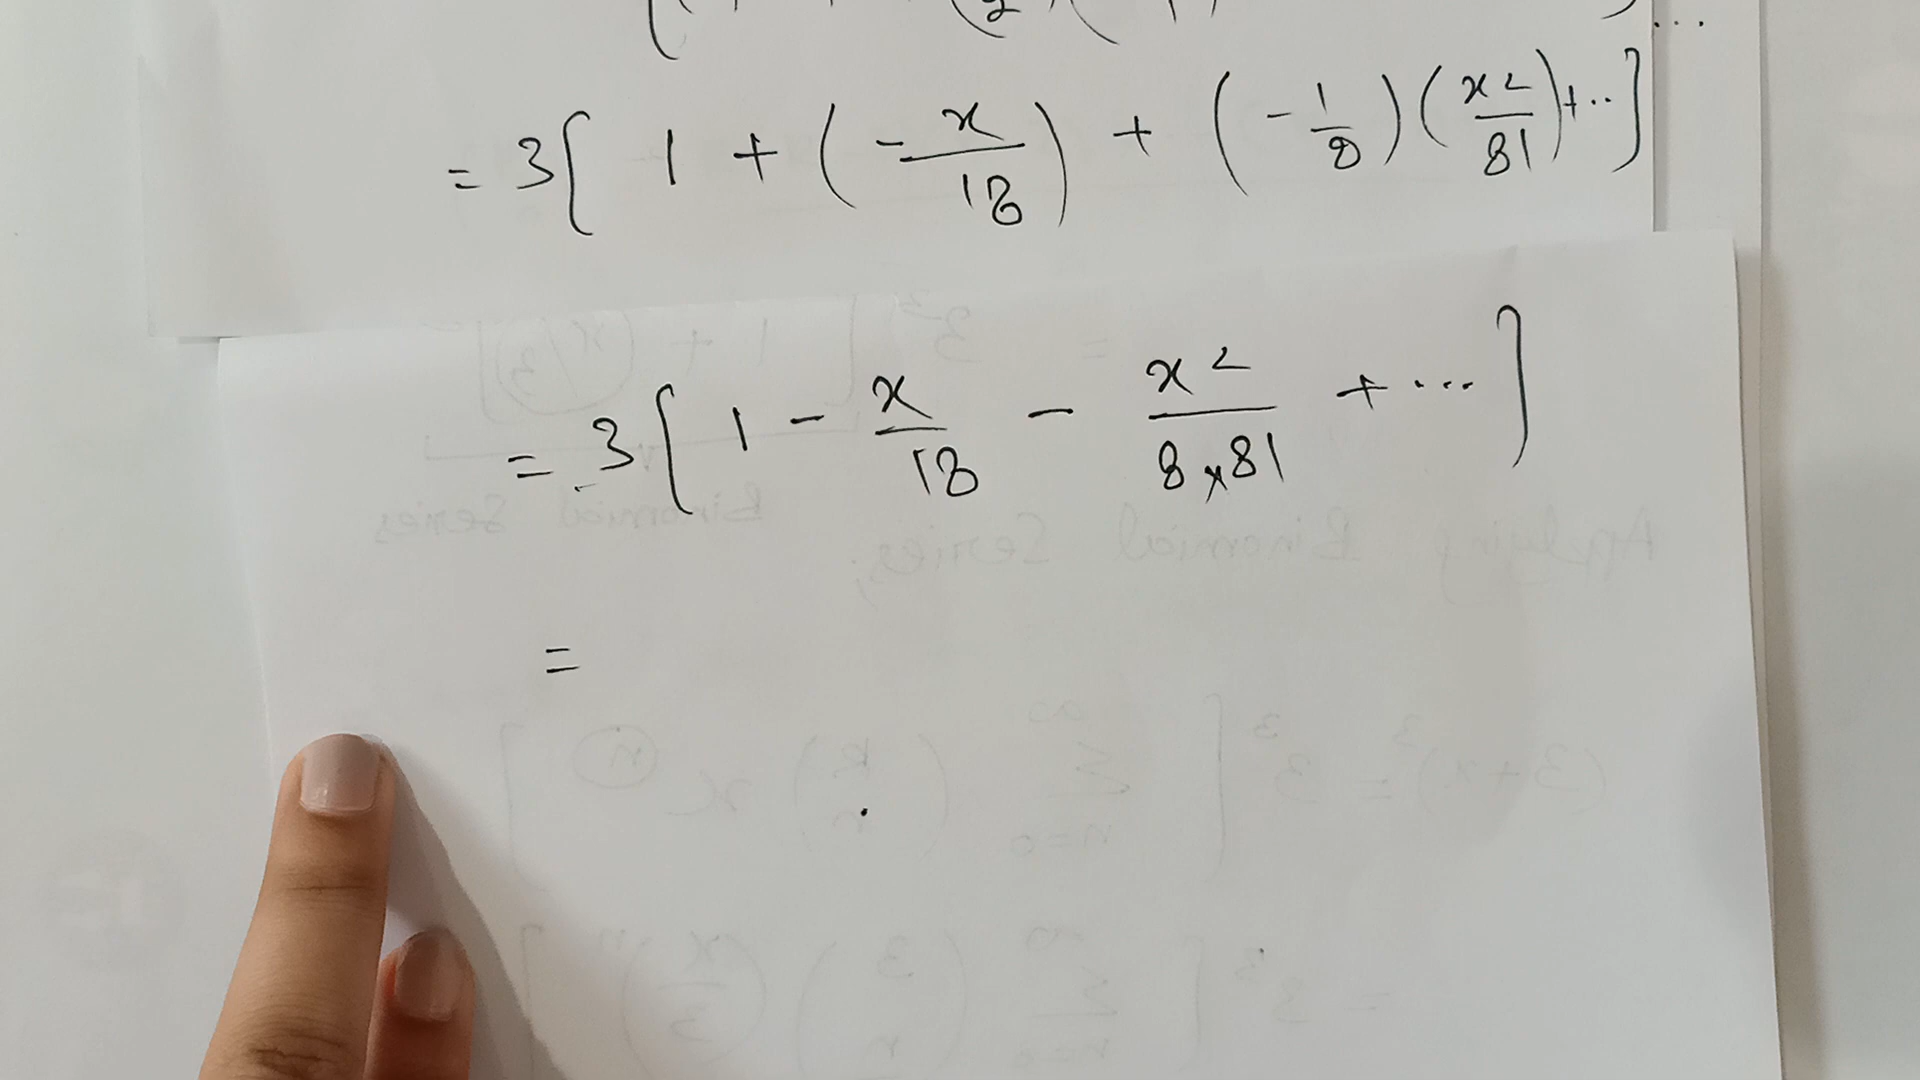 = 3[ 1 + (-x/18) + (-1/8)(x²/81)+..]
= 3[ 1 - x/18 - x²/8×81 + ...]
=